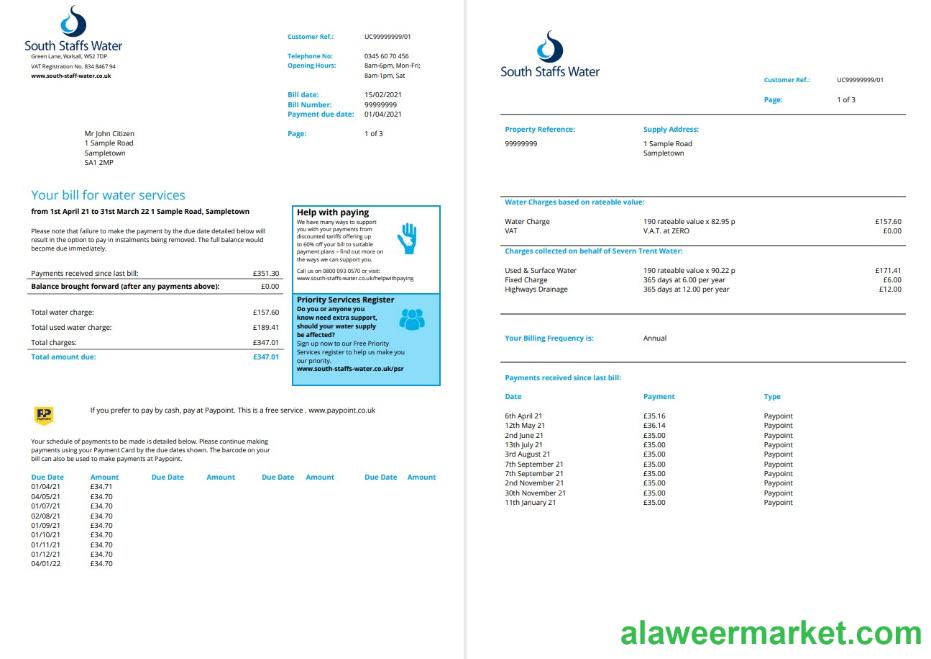 South Staffs Water
Green Lane, Walsall, WS2 7DP
VAT Registration No. 834 8467 94
www.south-staff-water.co.uk
Customer Ref.: UC99999999/01
Telephone No: 0345 60 70 456
Opening Hours: 8am-6pm, Mon-Fri;
8am-1pm, Sat
Bill date: 15/02/2021
Bill Number: 99999999
Payment due date: 01/04/2021
Page: 1 of 3
Mr John Citizen
1 Sample Road
Sampletown
SA1 2MP
Your bill for water services
from 1st April 21 to 31st March 22 1 Sample Road, Sampletown
Please note that failure to make the payment by the due date detailed below will
result in the option to pay in instalments being removed. The full balance would
become due immediately.
Payments received since last bill: £351.30
Balance brought forward (after any payments above): £0.00
Total water charge: £157.60
Total used water charge: £189.41
Total charges: £347.01
Total amount due: £347.01
Help with paying
We have many ways to support
you with your payments from
discounted tariffs offering up
to 60% off your bill to suitable
payment plans – find out more on
the ways we can support you.
Call us on 0800 093 0570 or visit:
www.south-staffs-water.co.uk/helpwithpaying
Priority Services Register
Do you or anyone you
know need extra support,
should your water supply
be affected?
Sign up now to our Free Priority
Services register to help us make you
our priority.
www.south-staffs-water.co.uk/psr
PayPoint
If you prefer to pay by cash, pay at Paypoint. This is a free service . www.paypoint.co.uk
Your schedule of payments to be made is detailed below. Please continue making
payments using your Payment Card by the due dates shown. The barcode on your
bill can also be used to make payments at Paypoint.
Due Date Amount Due Date Amount Due Date Amount Due Date Amount
01/04/21 £34.71
04/05/21 £34.70
01/07/21 £34.70
02/08/21 £34.70
01/09/21 £34.70
01/10/21 £34.70
01/11/21 £34.70
01/12/21 £34.70
04/01/22 £34.70
South Staffs Water
Customer Ref.: UC99999999/01
Page: 1 of 3
Property Reference: Supply Address:
99999999 1 Sample Road
Sampletown
Water Charges based on rateable value:
Water Charge 190 rateable value x 82.95 p £157.60
VAT V.A.T. at ZERO £0.00
Charges collected on behalf of Severn Trent Water:
Used & Surface Water 190 rateable value x 90.22 p £171.41
Fixed Charge 365 days at 6.00 per year £6.00
Highways Drainage 365 days at 12.00 per year £12.00
Your Billing Frequency is: Annual
Payments received since last bill:
Date Payment Type
6th April 21 £35.16 Paypoint
12th May 21 £36.14 Paypoint
2nd June 21 £35.00 Paypoint
13th July 21 £35.00 Paypoint
3rd August 21 £35.00 Paypoint
7th September 21 £35.00 Paypoint
7th September 21 £35.00 Paypoint
2nd November 21 £35.00 Paypoint
30th November 21 £35.00 Paypoint
11th January 21 £35.00 Paypoint
alaweermarket.com